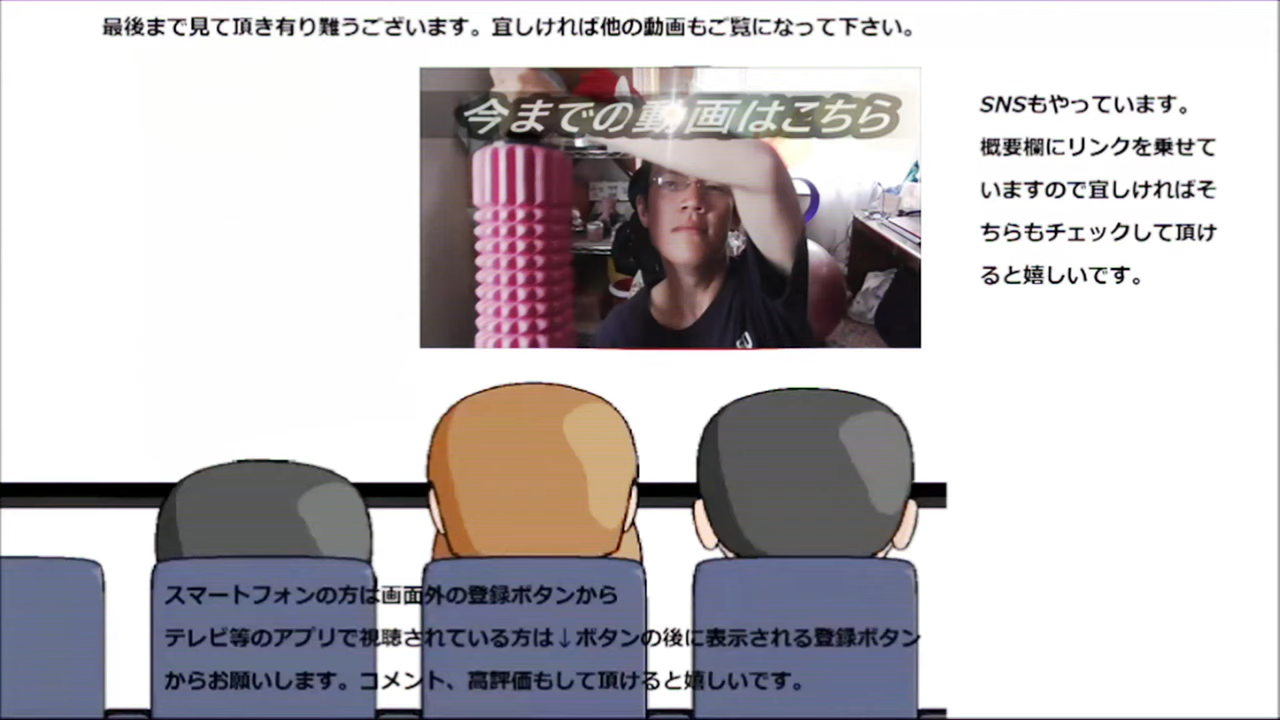 最後まで見て頂き有り難うございます。宜しければ他の動画もご覧になって下さい。
今までの動画はこちら
SNSもやっています。
概要欄にリンクを乗せて
いますので宜しければそ
ちらもチェックして頂け
ると嬉しいです。
スマートフォンの方は画面外の登録ボタンから
テレビ等のアプリで視聴されている方は↓ボタンの後に表示される登録ボタン
からお願いします。コメント、高評価もして頂けると嬉しいです。